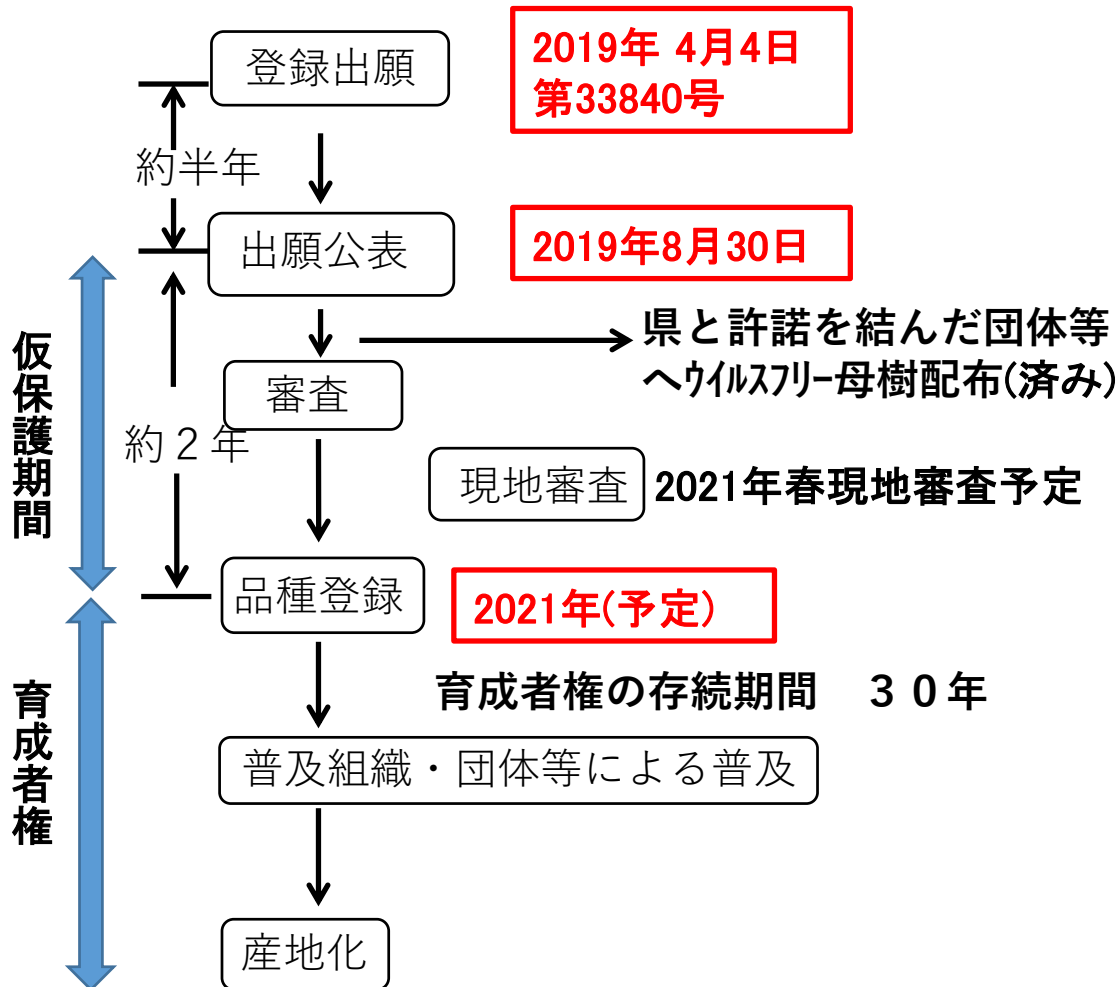 登録出願
2019年 4月4日
第33840号
約半年
出願公表
2019年8月30日
県と許諾を結んだ団体等
へｳｲﾙｽﾌﾘｰ母樹配布(済み)
仮保護期間
審査
約２年
現地審査
2021年春現地審査予定
品種登録
2021年(予定)
育成者権の存続期間　３０年
育成者権
普及組織・団体等による普及
産地化